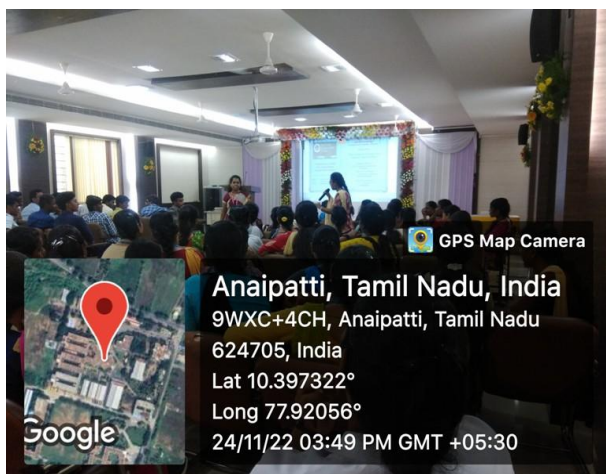 GPS Map Camera
Anaipatti, Tamil Nadu, India
9WXC+4CH, Anaipatti, Tamil Nadu
624705, India
Lat 10.397322°
Long 77.92056°
24/11/22 03:49 PM GMT +05:30
Google